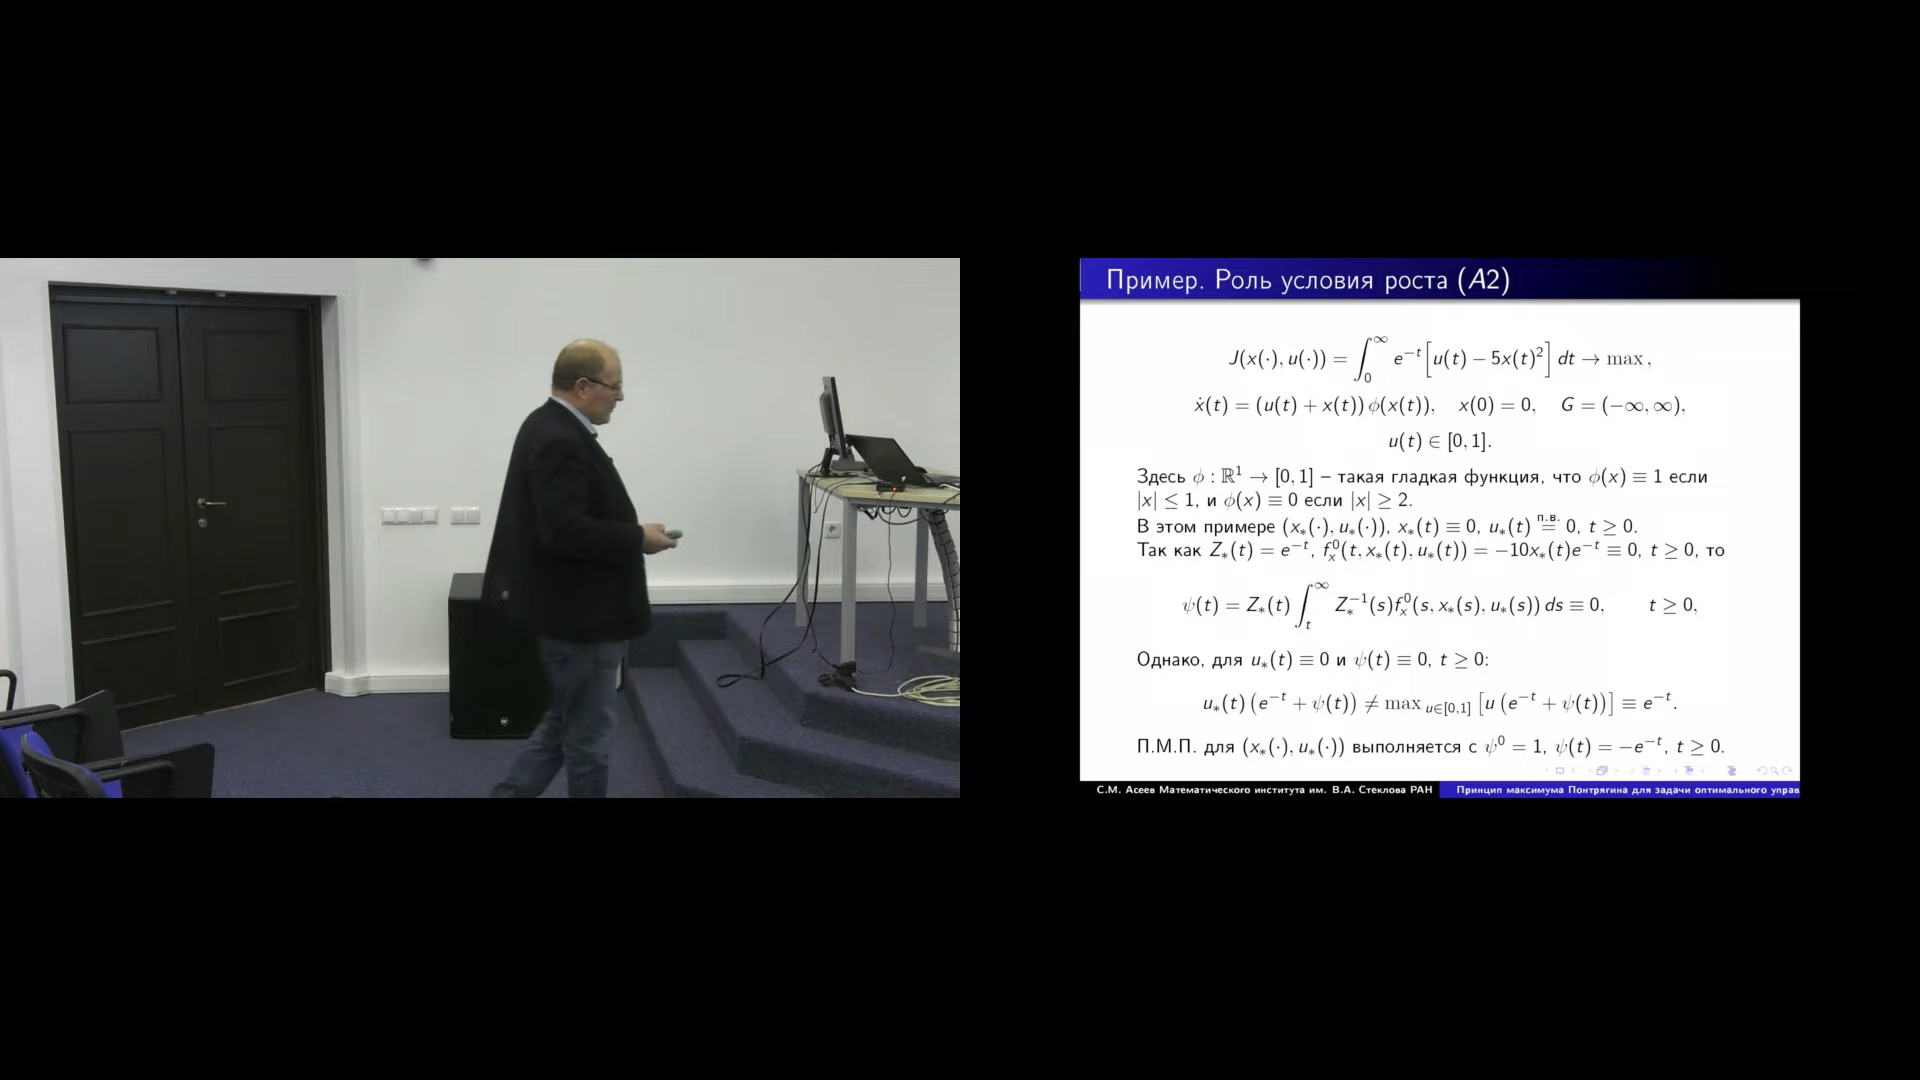 Пример. Роль условия роста (A2)
J(x(·), u(·)) = ∫₀^∞ e^{−t} [u(t) − 5x(t)²] dt → max,
ẋ(t) = (u(t) + x(t)) ϕ(x(t)), x(0) = 0, G = (−∞, ∞),
u(t) ∈ [0, 1].
Здесь ϕ : ℝ¹ → [0, 1] – такая гладкая функция, что ϕ(x) ≡ 1 если
|x| ≤ 1, и ϕ(x) ≡ 0 если |x| ≥ 2.
В этом примере (x∗(·), u∗(·)), x∗(t) ≡ 0, u∗(t) п.в.= 0, t ≥ 0.
Так как Z∗(t) = e^{−t}, f⁰ₓ(t, x∗(t), u∗(t)) = −10x∗(t)e^{−t} ≡ 0, t ≥ 0, то
ψ(t) = Z∗(t) ∫ₜ^∞ Z∗^{−1}(s)f⁰ₓ(s, x∗(s), u∗(s)) ds ≡ 0, t ≥ 0,
Однако, для u∗(t) ≡ 0 и ψ(t) ≡ 0, t ≥ 0:
u∗(t) (e^{−t} + ψ(t)) ≠ max u∈[0,1] [u (e^{−t} + ψ(t))] ≡ e^{−t}.
П.М.П. для (x∗(·), u∗(·)) выполняется с ψ⁰ = 1, ψ(t) = −e^{−t}, t ≥ 0.
С.М. Асеев Математического института им. В.А. Стеклова РАН
Принцип максимума Понтрягина для задачи оптимального управ